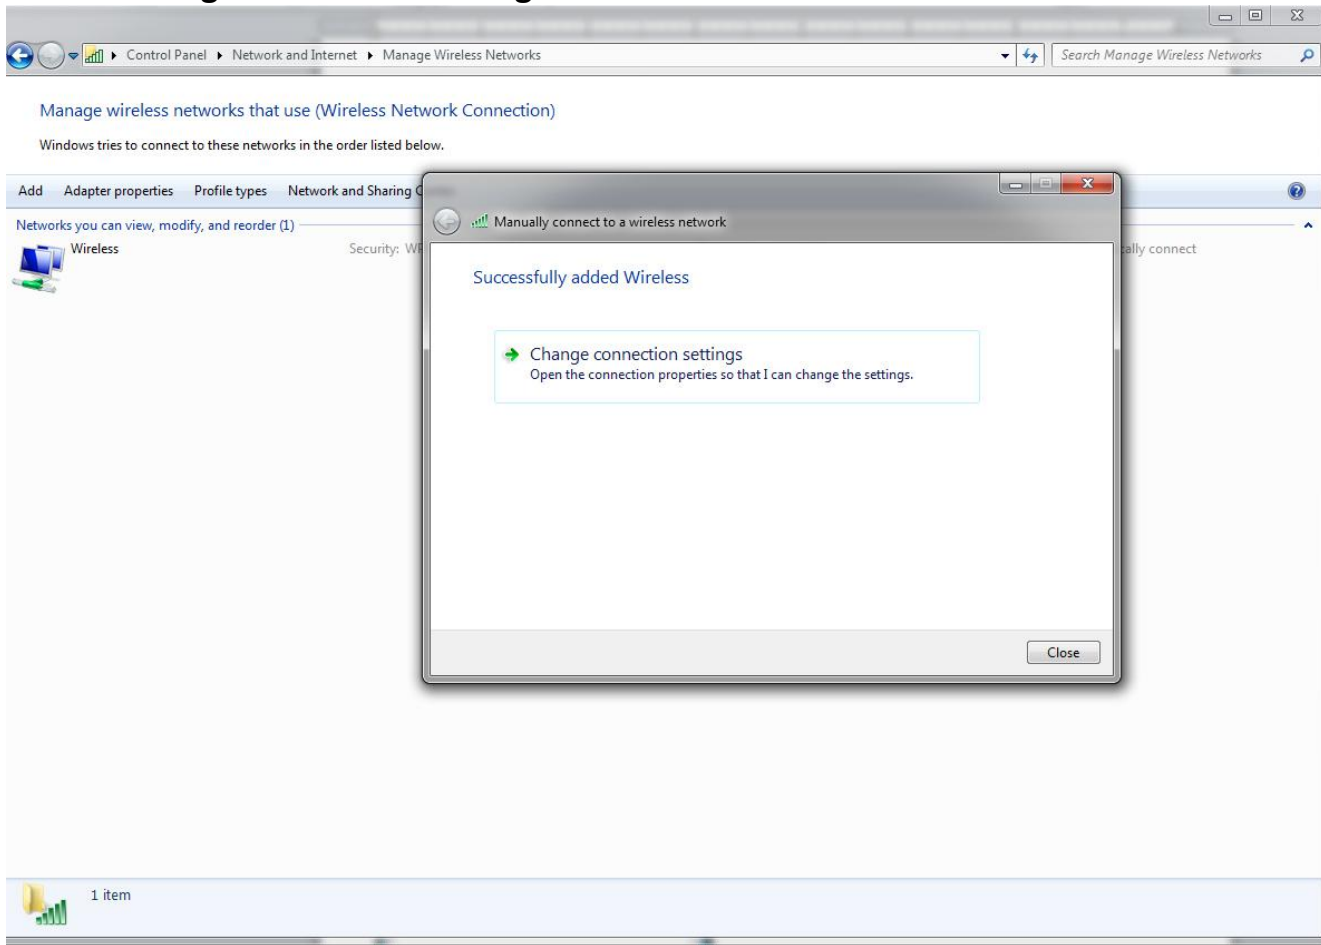 Control Panel ▸ Network and Internet ▸ Manage Wireless Networks
Search Manage Wireless Networks
Manage wireless networks that use (Wireless Network Connection)
Windows tries to connect to these networks in the order listed below.
Add Adapter properties Profile types Network and Sharing
Networks you can view, modify, and reorder (1)
Wireless Security: ally connect
Manually connect to a wireless network
Successfully added Wireless
Change connection settings
Open the connection properties so that I can change the settings.
Close
1 item